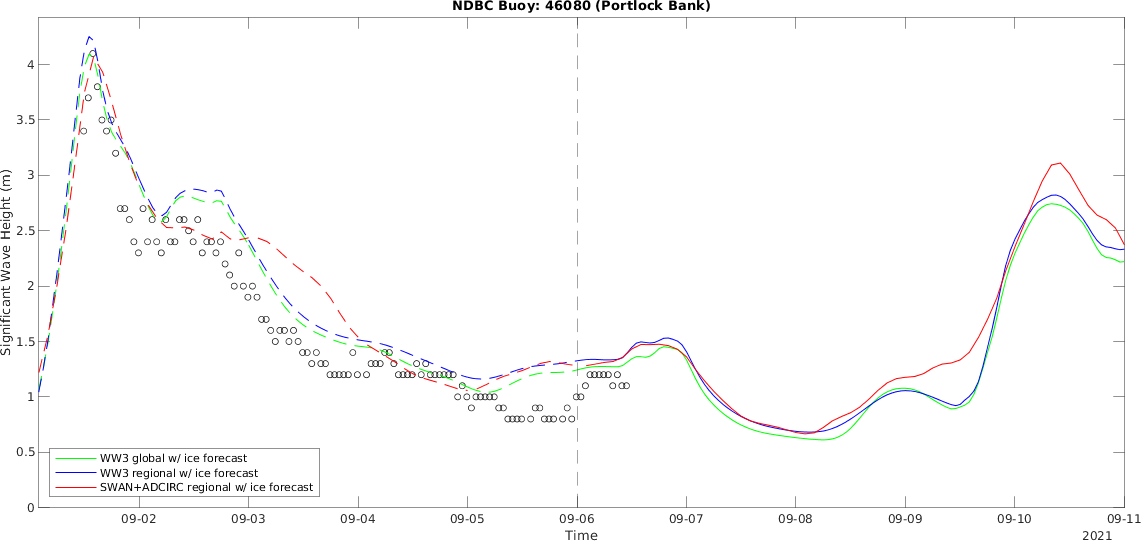 NDBC Buoy: 46080 (Portlock Bank)
4
3.5
3
2.5
2
1.5
1
0.5
0
Significant Wave Height (m)
WW3 global w/ ice forecast
WW3 regional w/ ice forecast
SWAN+ADCIRC regional w/ ice forecast
09-02 09-03 09-04 09-05 09-06 09-07 09-08 09-09 09-10 09-11
Time
2021